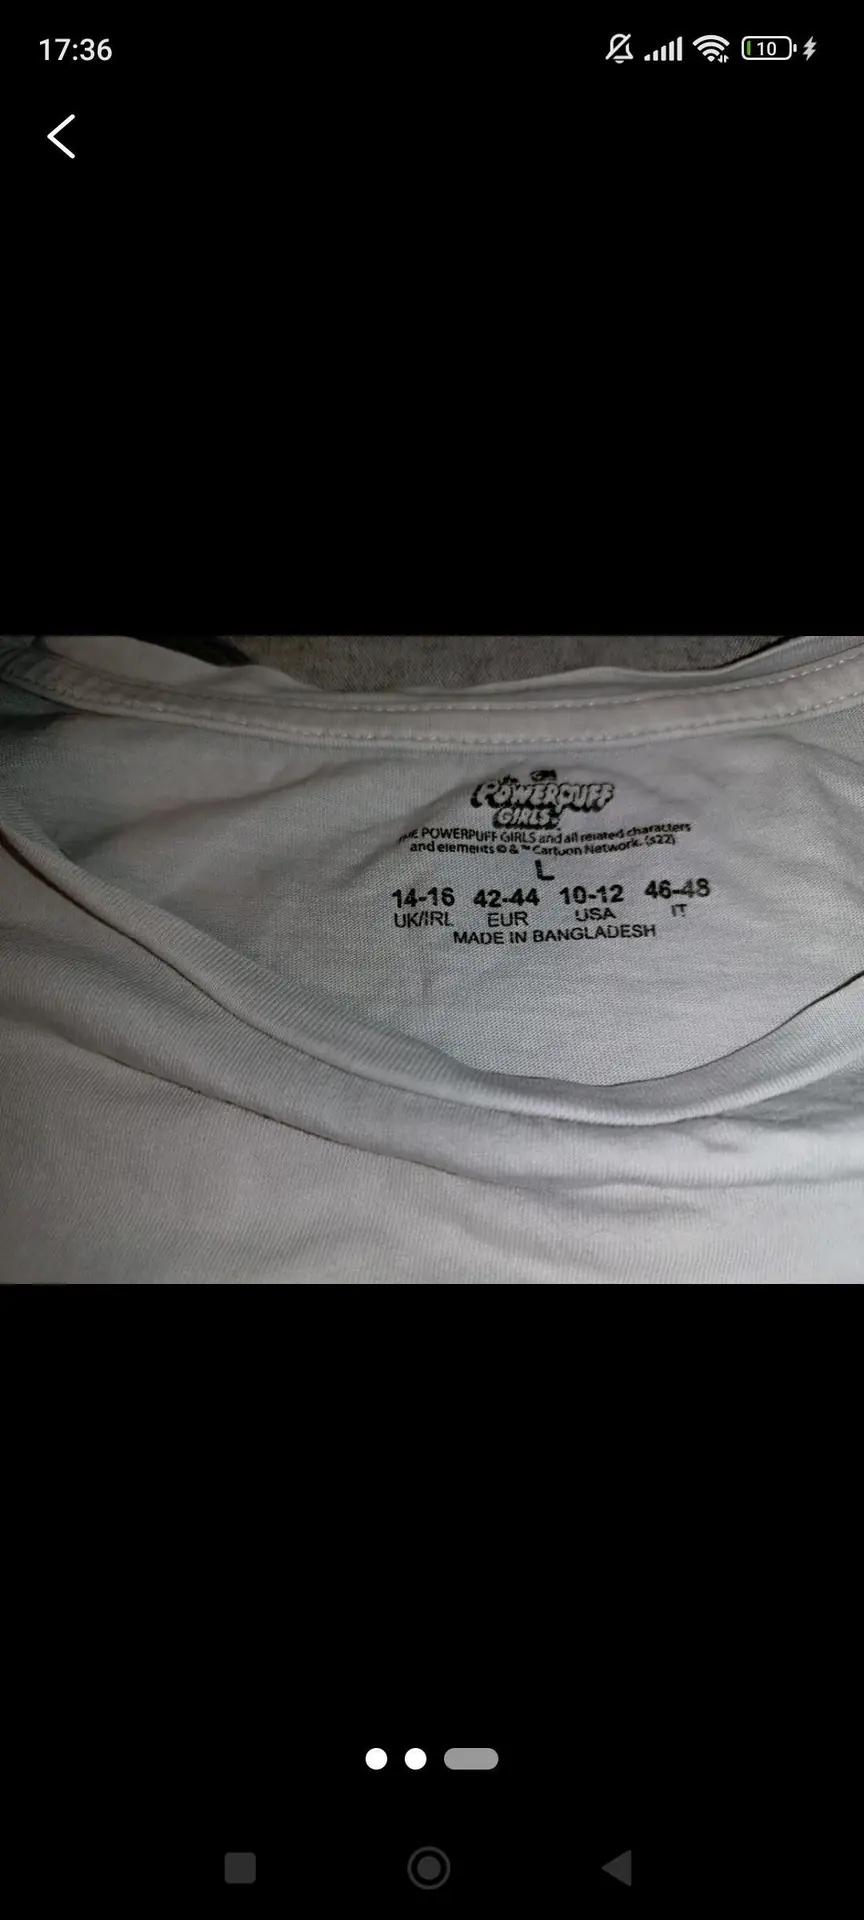 17:36
10
POWERPUFF
GIRLS
THE POWERPUFF GIRLS and all related characters
and elements © & ™ Cartoon Network. (s22)
L
14-16 42-44 10-12 46-48
UK/IRL EUR USA IT
MADE IN BANGLADESH